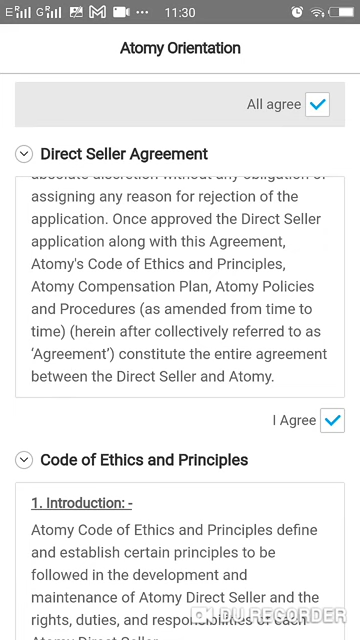 11:30
Atomy Orientation
All agree
Direct Seller Agreement
absolute discretion without any obligation of
assigning any reason for rejection of the
application. Once approved the Direct Seller
application along with this Agreement,
Atomy's Code of Ethics and Principles,
Atomy Compensation Plan, Atomy Policies
and Procedures (as amended from time to
time) (herein after collectively referred to as
‘Agreement’) constitute the entire agreement
between the Direct Seller and Atomy.
I Agree
Code of Ethics and Principles
1. Introduction: -
Atomy Code of Ethics and Principles define
and establish certain principles to be
followed in the development and
maintenance of Atomy Direct Seller and the
rights, duties, and responsibilities of each
Atomy Direct Seller
DU RECORDER